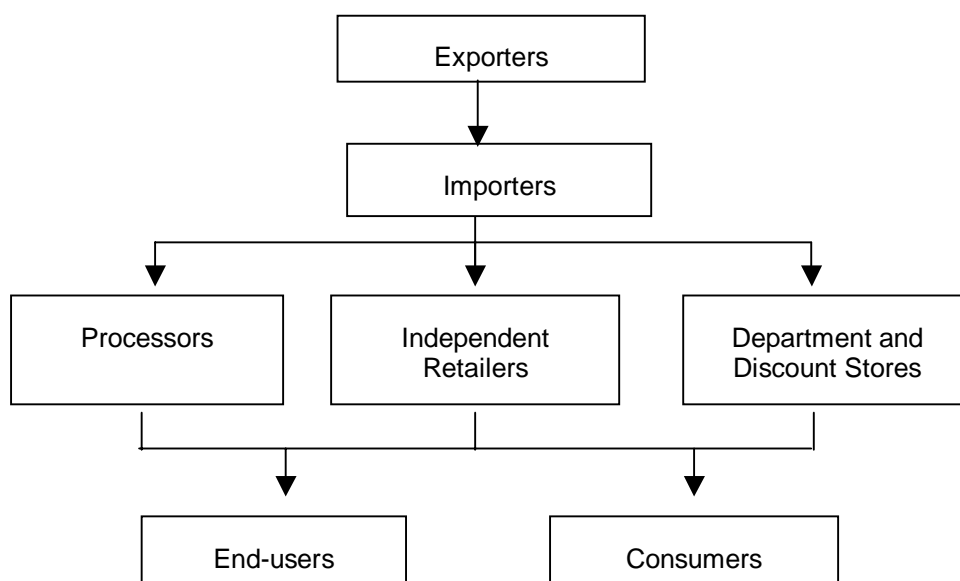 Exporters
Importers
Processors
Independent
Retailers
Department and
Discount Stores
End-users
Consumers